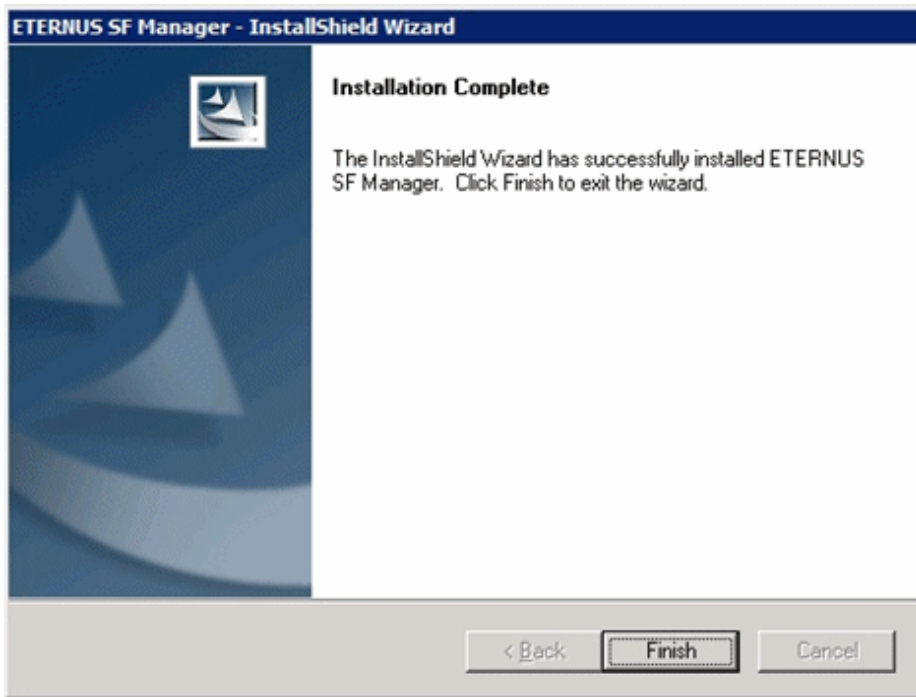 ETERNUS SF Manager - InstallShield Wizard
Installation Complete
The InstallShield Wizard has successfully installed ETERNUS
SF Manager. Click Finish to exit the wizard.
< Back
Finish
Cancel